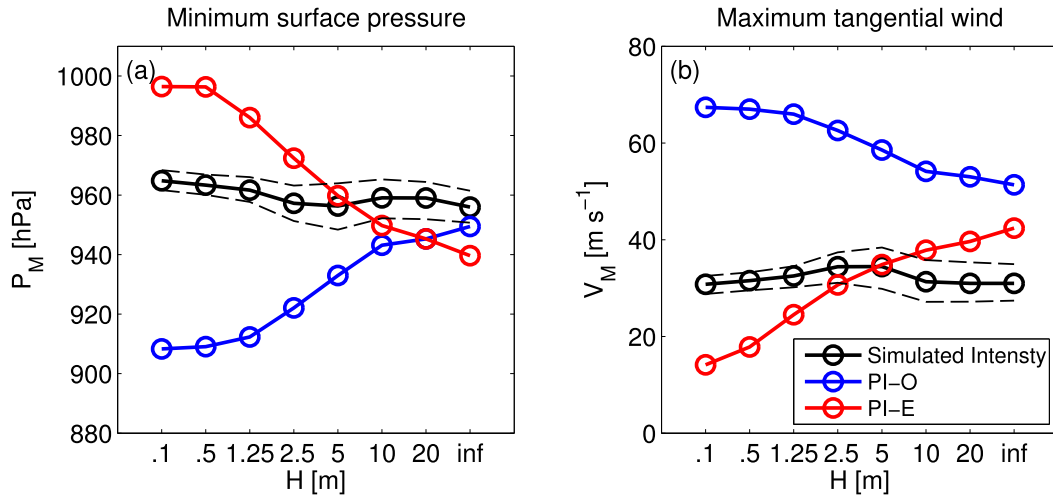 Minimum surface pressure
(a)
P_M [hPa]
1000
980
960
940
920
900
880
.1 .5 1.25 2.5 5 10 20 inf
H [m]
Maximum tangential wind
(b)
V_M [m s⁻¹]
80
60
40
20
0
Simulated Intensty
PI−O
PI−E
.1 .5 1.25 2.5 5 10 20 inf
H [m]